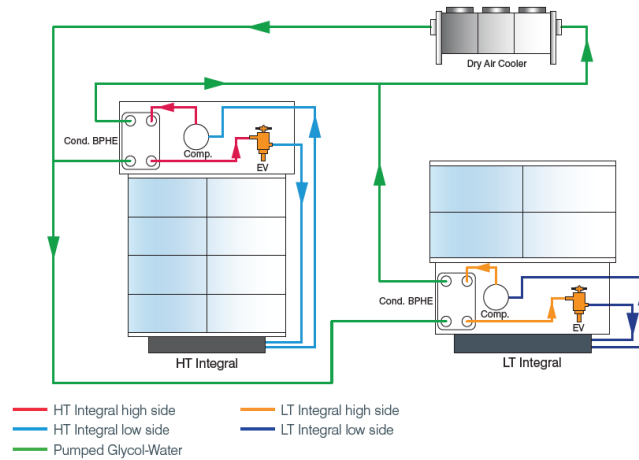 Dry Air Cooler
Cond. BPHE
Comp.
EV
HT Integral
Cond. BPHE
Comp.
EV
LT Integral
HT Integral high side
LT Integral high side
HT Integral low side
LT Integral low side
Pumped Glycol-Water